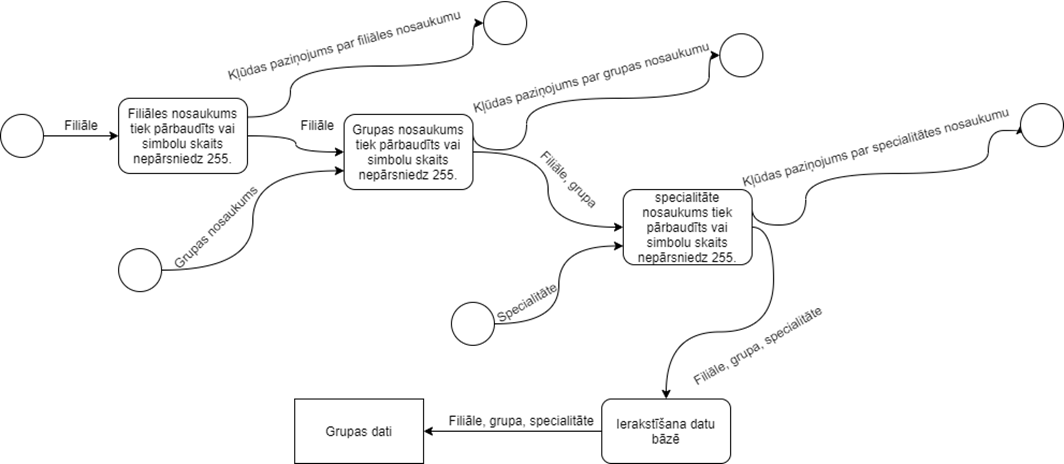 Kļūdas paziņojums par filiāles nosaukumu
Kļūdas paziņojums par grupas nosaukumu
Filiāle
Filiāles nosaukums
tiek pārbaudīts vai
simbolu skaits
nepārsniedz 255.
Filiāle
Grupas nosaukums
tiek pārbaudīts vai
simbolu skaits
nepārsniedz 255.
Kļūdas paziņojums par specialitātes nosaukumu
Grupas nosaukums
Filiāle, grupa
specialitāte
nosaukums tiek
pārbaudīts vai
simbolu skaits
nepārsniedz 255.
Specialitāte
Filiāle, grupa, specialitāte
Grupas dati
Filiāle, grupa, specialitāte
Ierakstīšana datu
bāzē